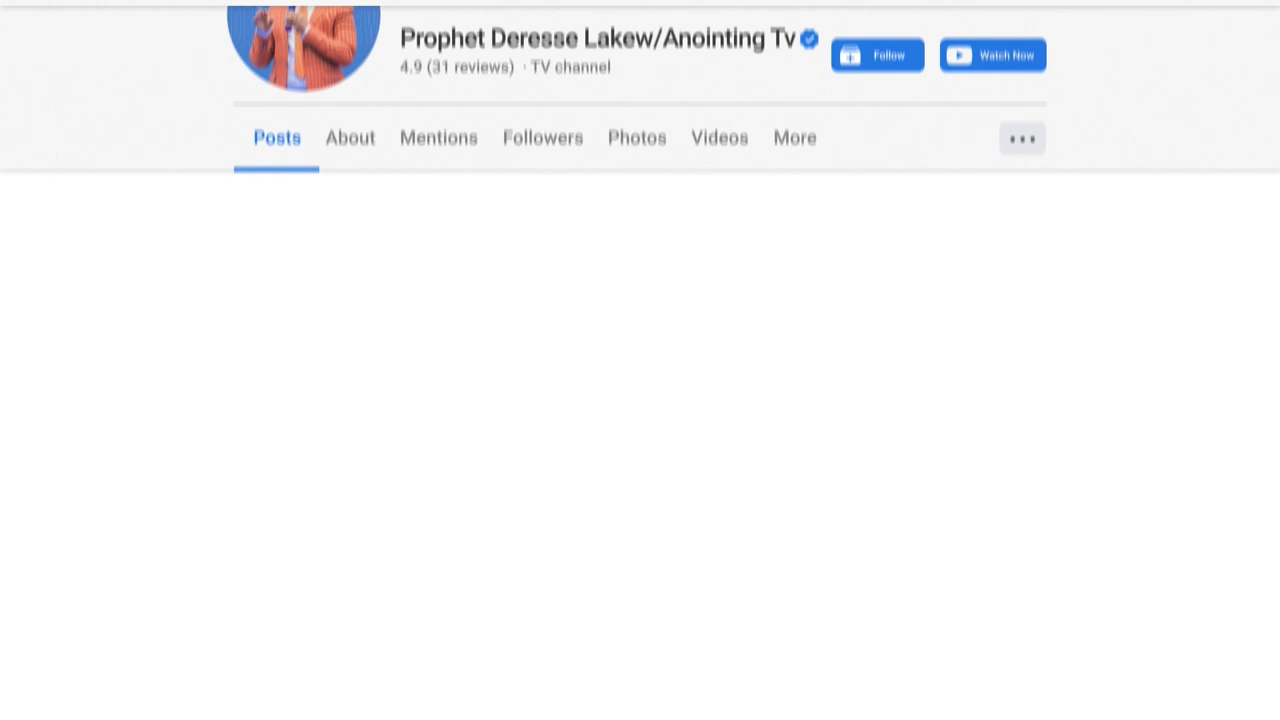 Prophet Deresse Lakew/Anointing Tv
4.9 (31 reviews) · TV channel
Follow
Watch Now
Posts About Mentions Followers Photos Videos More